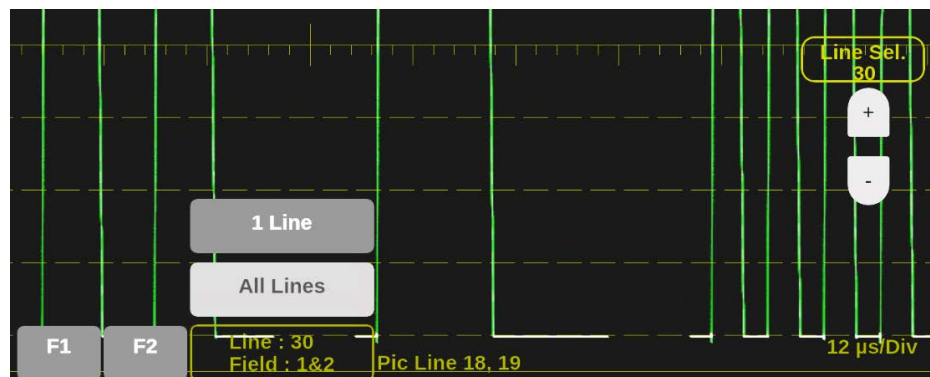 Line Sel.
30
+
-
1 Line
All Lines
F1
F2
Line : 30
Field : 1&2
Pic Line 18, 19
12 µs/Div